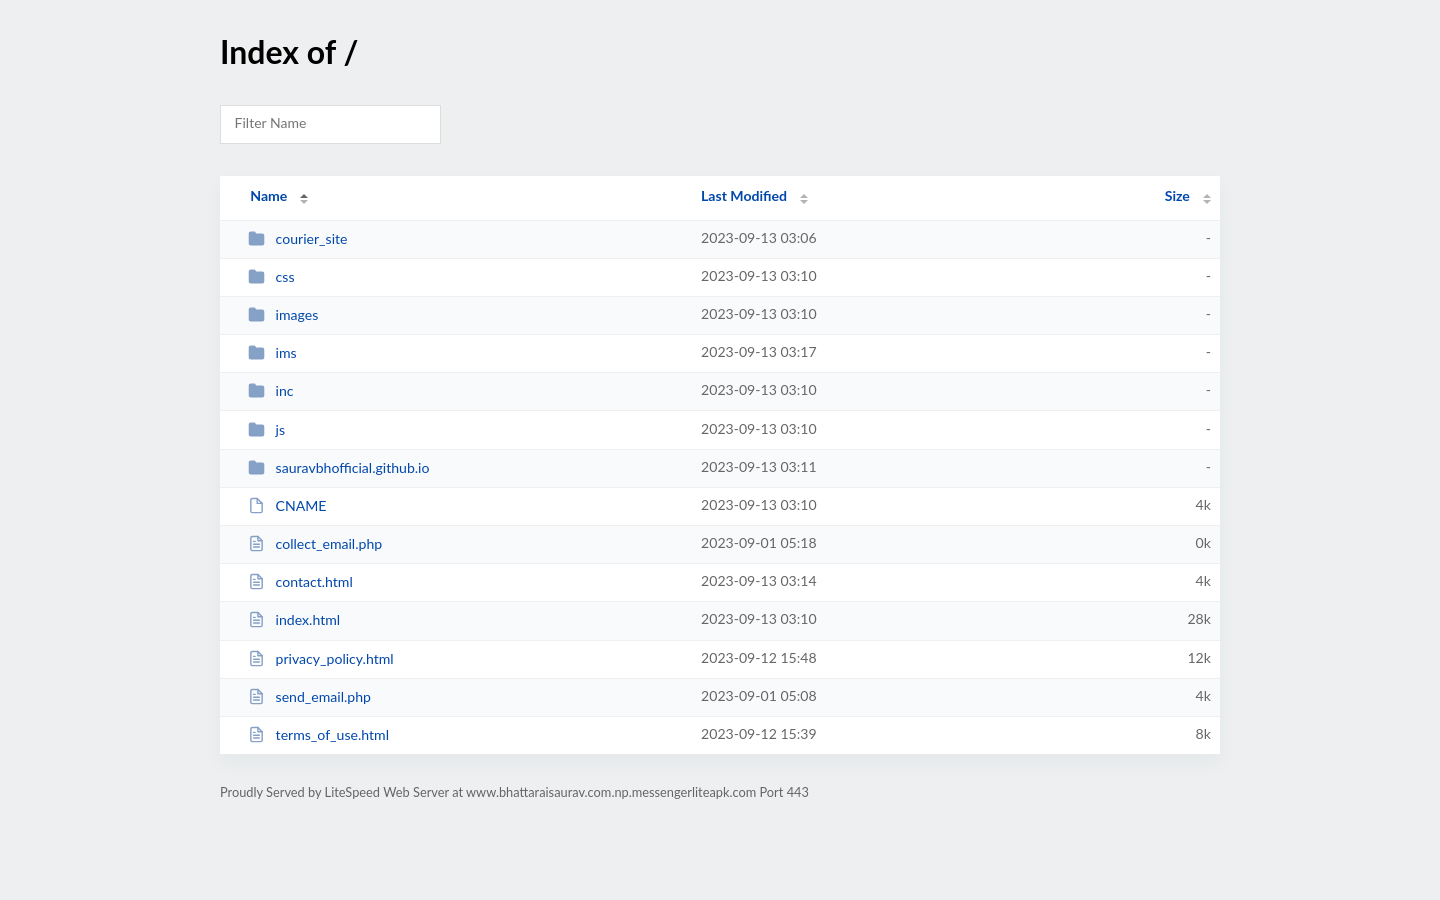 Index of /
Filter Name
Name Last Modified Size
courier_site 2023-09-13 03:06 -
css 2023-09-13 03:10 -
images 2023-09-13 03:10 -
ims 2023-09-13 03:17 -
inc 2023-09-13 03:10 -
js 2023-09-13 03:10 -
sauravbhofficial.github.io 2023-09-13 03:11 -
CNAME 2023-09-13 03:10 4k
collect_email.php 2023-09-01 05:18 0k
contact.html 2023-09-13 03:14 4k
index.html 2023-09-13 03:10 28k
privacy_policy.html 2023-09-12 15:48 12k
send_email.php 2023-09-01 05:08 4k
terms_of_use.html 2023-09-12 15:39 8k
Proudly Served by LiteSpeed Web Server at www.bhattaraisaurav.com.np.messengerliteapk.com Port 443